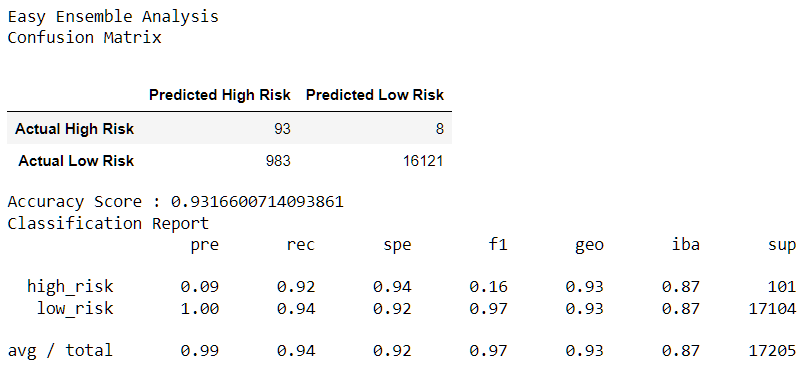 Easy Ensemble Analysis
Confusion Matrix
Predicted High Risk Predicted Low Risk
Actual High Risk 93 8
Actual Low Risk 983 16121
Accuracy Score : 0.9316600714093861
Classification Report
pre rec spe f1 geo iba sup
high_risk 0.09 0.92 0.94 0.16 0.93 0.87 101
low_risk 1.00 0.94 0.92 0.97 0.93 0.87 17104
avg / total 0.99 0.94 0.92 0.97 0.93 0.87 17205